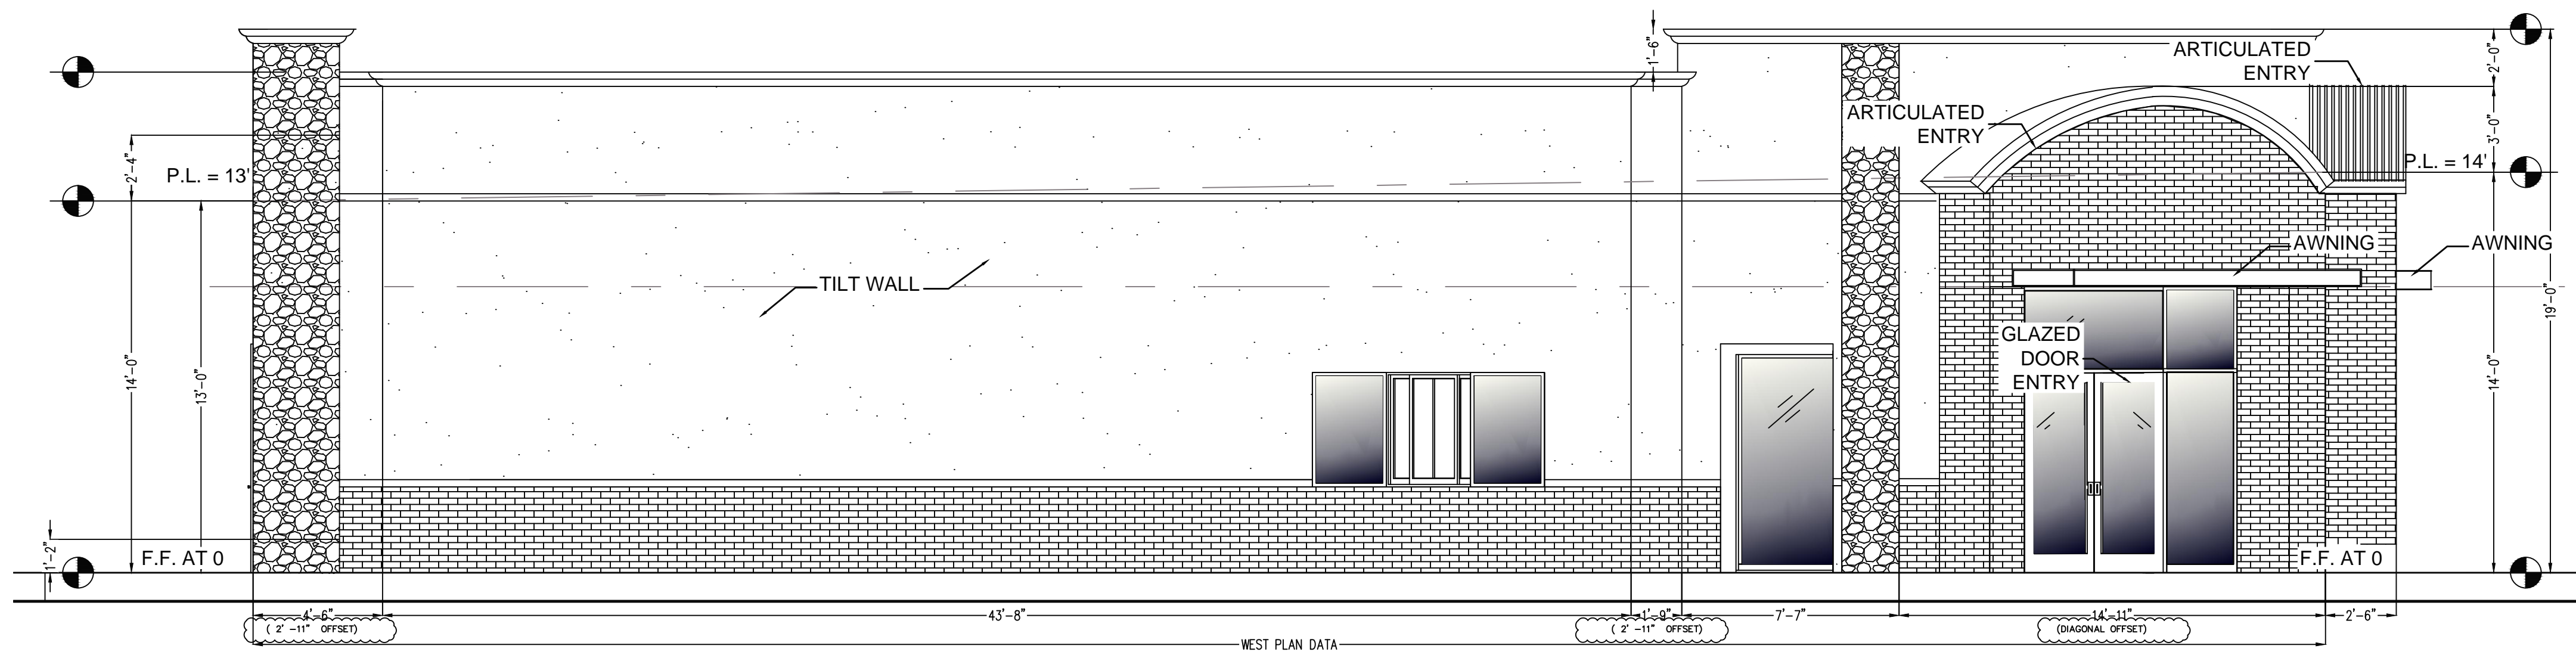 1'-6"
ARTICULATED
ENTRY
2'-0"
ARTICULATED
ENTRY
3'-0"
2'-4"
P.L. = 13'
P.L. = 14'
AWNING
AWNING
TILT WALL
19'-0"
GLAZED
DOOR
ENTRY
14'-0"
13'-0"
14'-0"
1'-2"
F.F. AT 0
F.F. AT 0
4'-6"
43'-8"
1'-9"
7'-7"
14'-11"
2'-6"
( 2' -11" OFFSET)
( 2' -11" OFFSET)
(DIAGONAL OFFSET)
WEST PLAN DATA